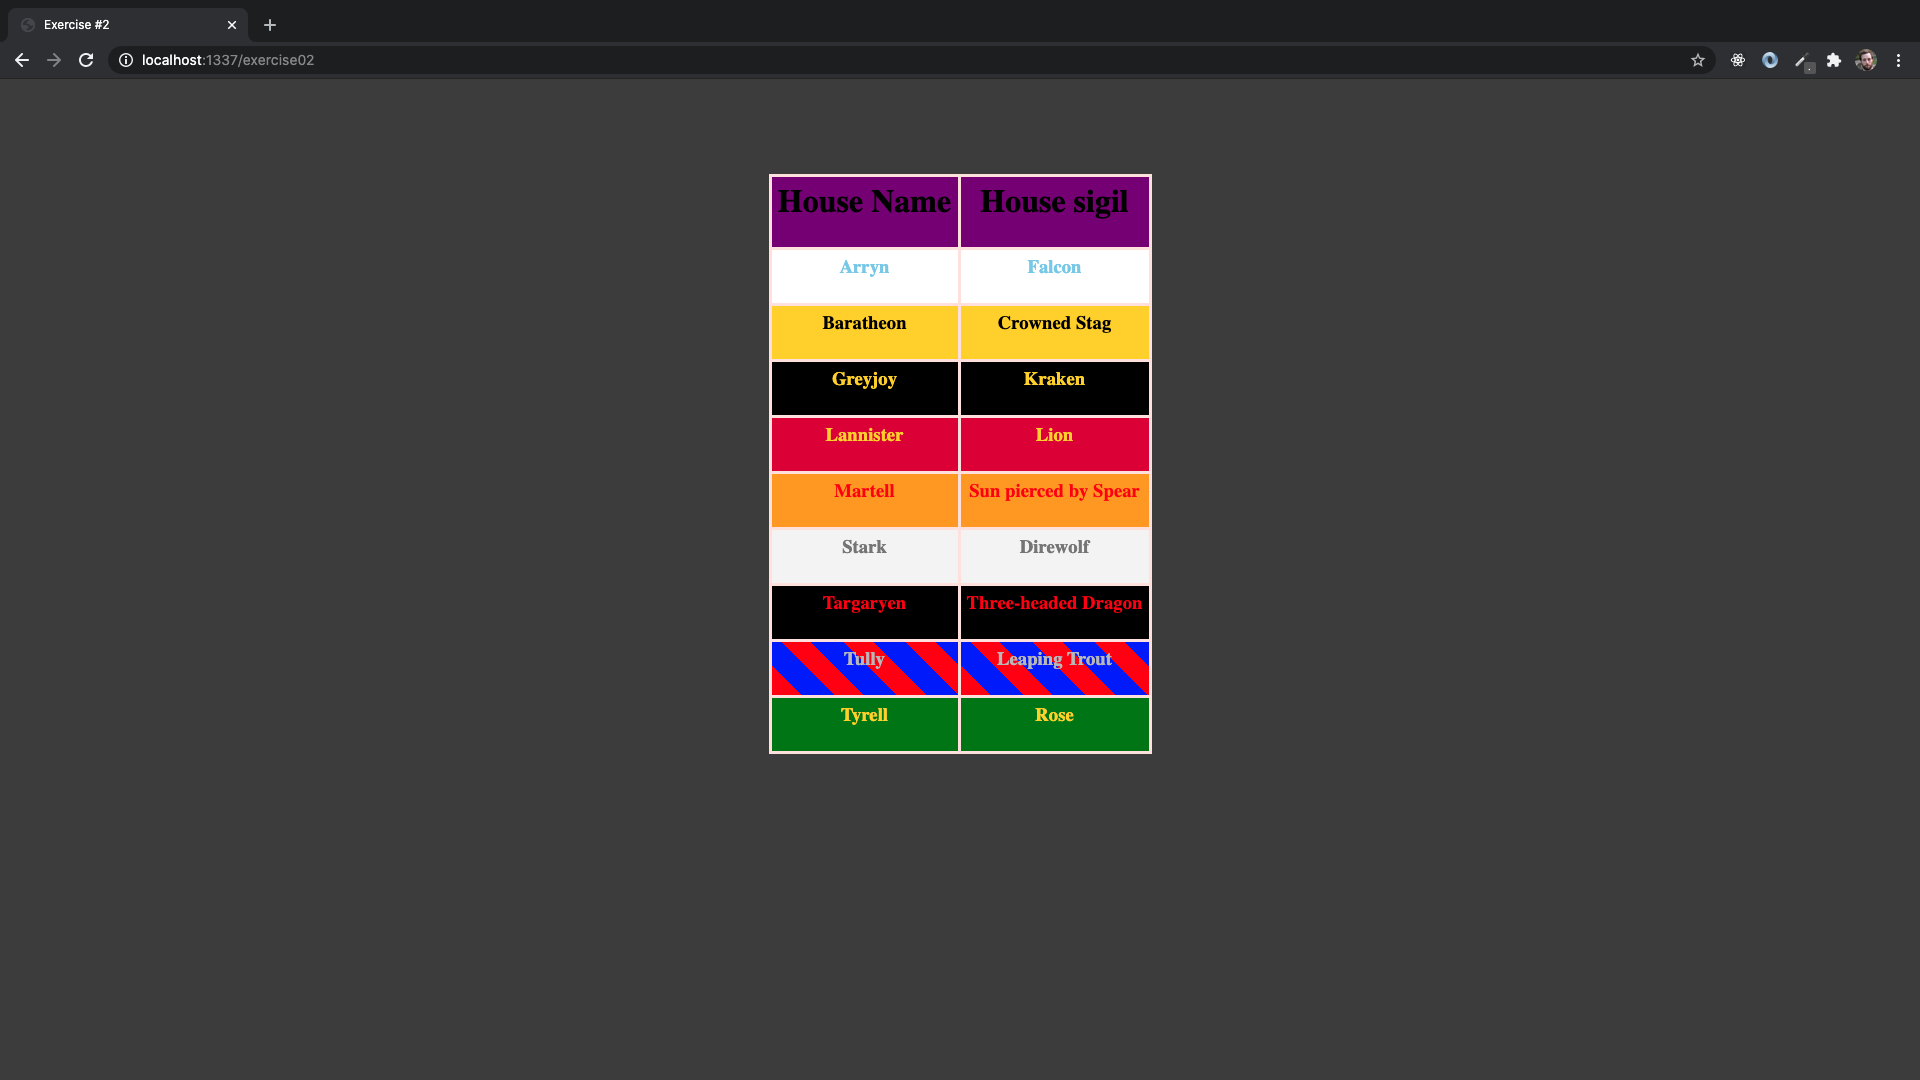 Exercise #2
localhost:1337/exercise02
House Name House sigil
Arryn Falcon
Baratheon Crowned Stag
Greyjoy Kraken
Lannister Lion
Martell Sun pierced by Spear
Stark Direwolf
Targaryen Three-headed Dragon
Tully Leaping Trout
Tyrell Rose